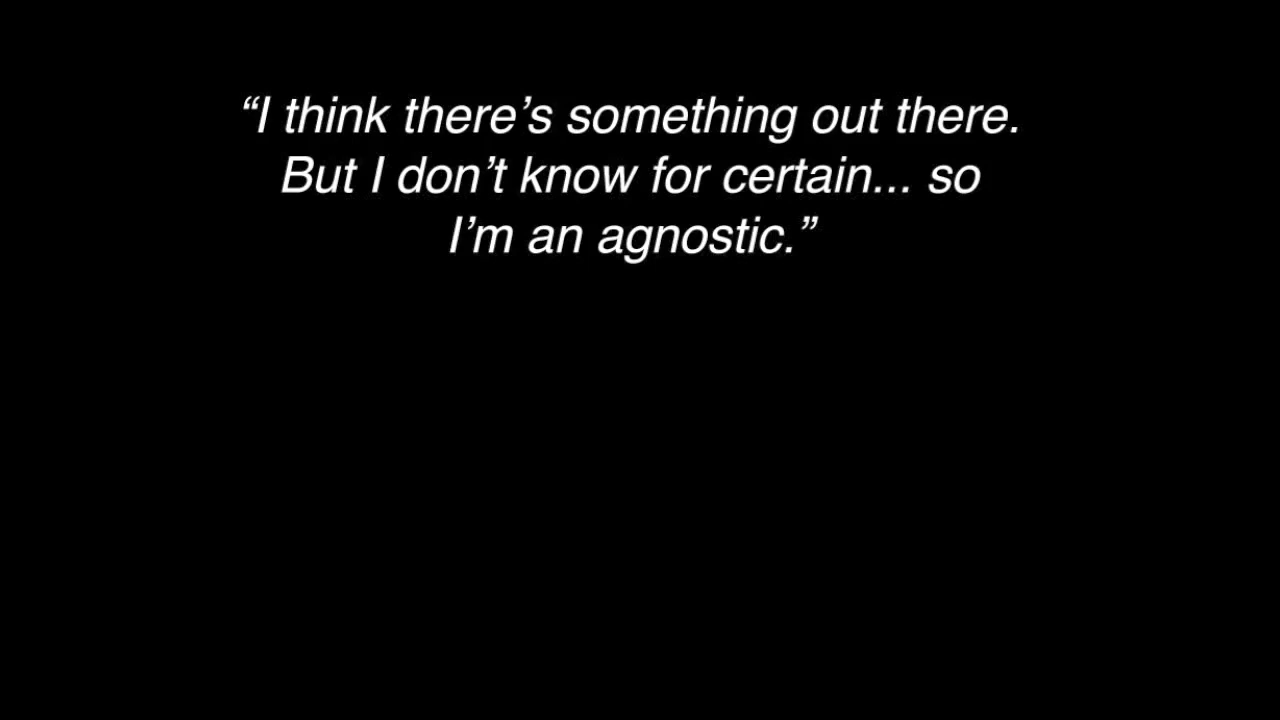 “I think there’s something out there.
But I don’t know for certain... so
I’m an agnostic.”